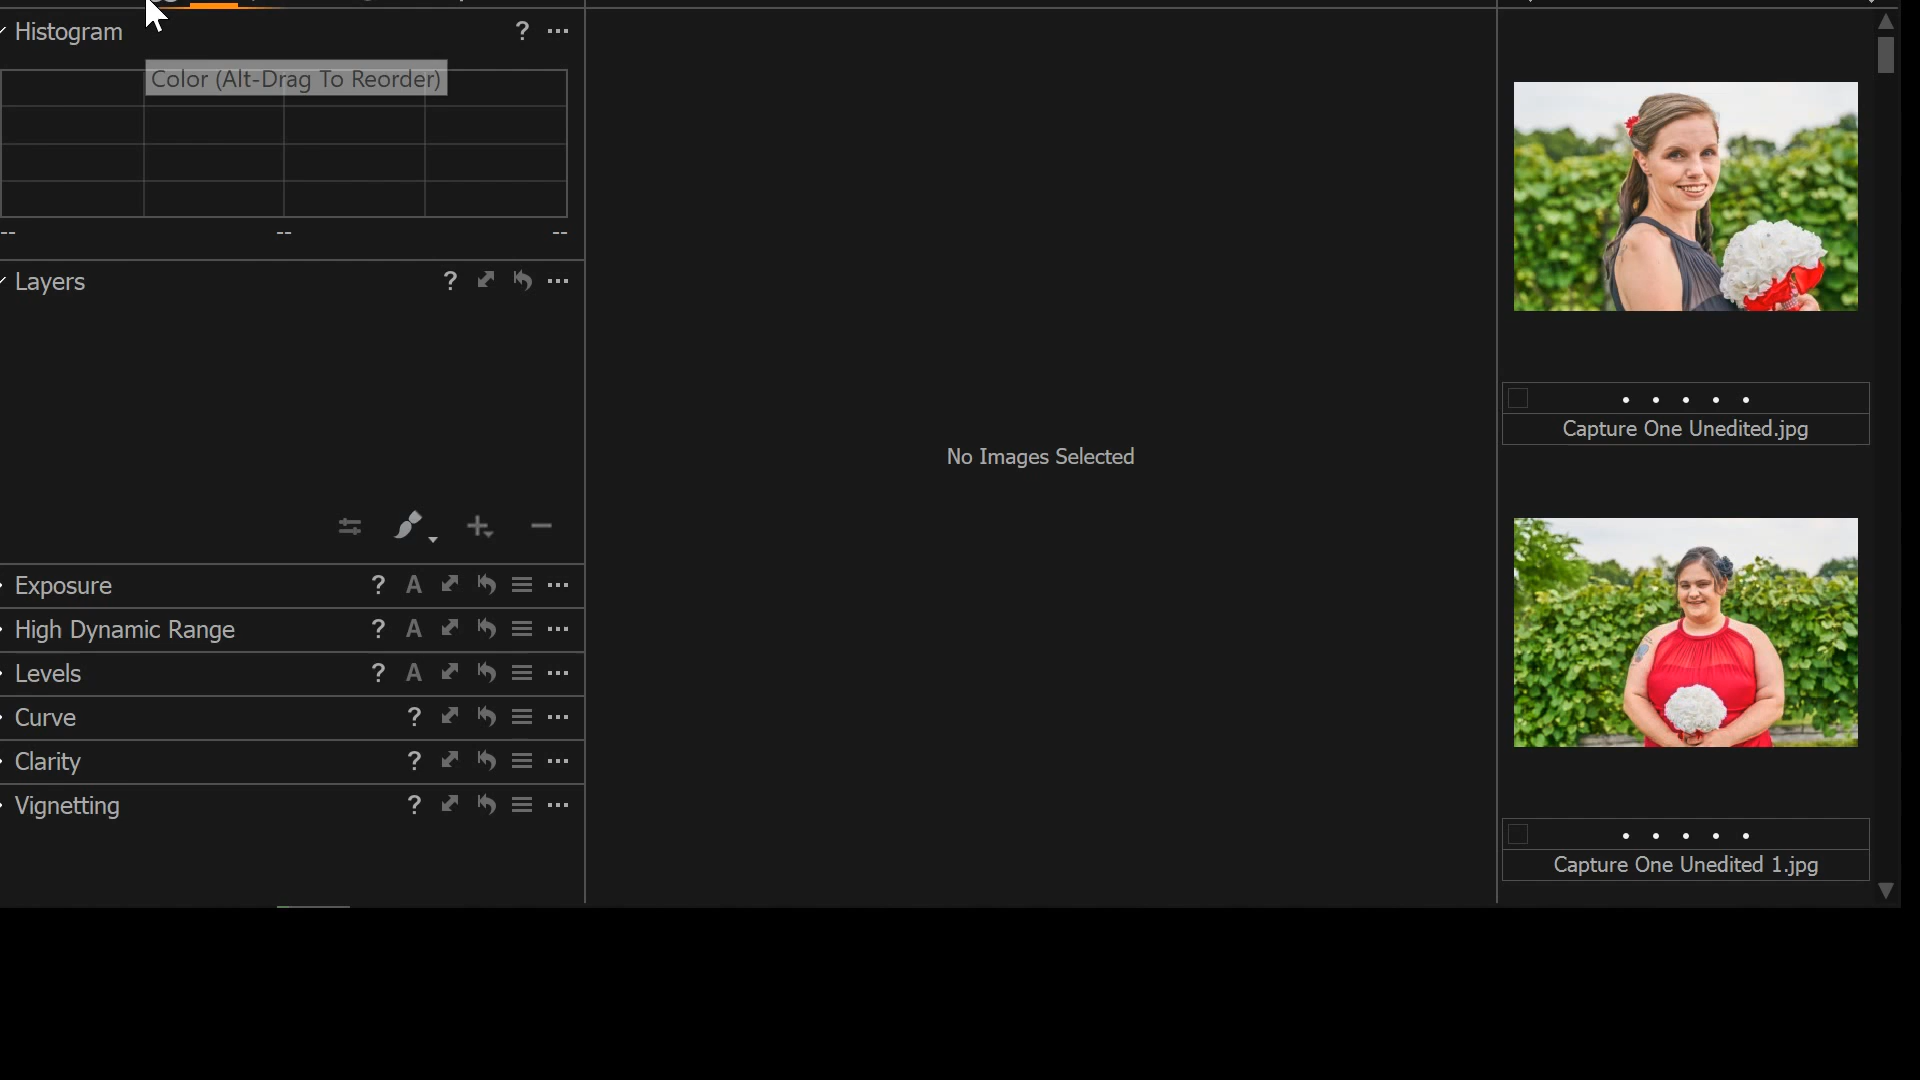 Histogram
?
Color (Alt-Drag To Reorder)
--
--
--
Layers
?
No Images Selected
Exposure
? A
High Dynamic Range
? A
Levels
? A
Curve
?
Clarity
?
Vignetting
?
Capture One Unedited.jpg
Capture One Unedited 1.jpg